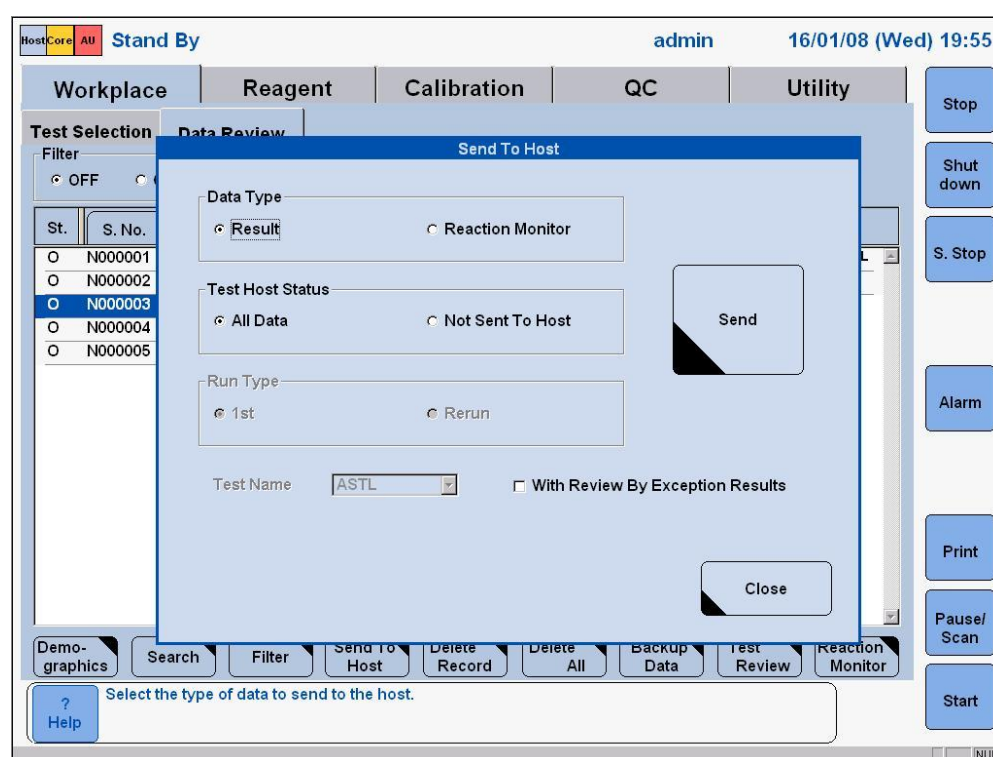 Host Core AU Stand By admin 16/01/08 (Wed) 19:55
Workplace Reagent Calibration QC Utility
Stop
Test Selection Data Review
Send To Host
Filter
OFF
Shut
down
Data Type
Result Reaction Monitor
St. S. No.
S. Stop
O N000001 L
O N000002
O N000003
O N000004
O N000005
Test Host Status
All Data Not Sent To Host
Send
Run Type
1st Rerun
Alarm
Test Name ASTL With Review By Exception Results
Print
Close
Pause/
Scan
Demo-
graphics
Search
Filter
Send To
Host
Delete
Record
Delete
All
Backup
Data
Test
Review
Reaction
Monitor
?
Help
Select the type of data to send to the host.
Start